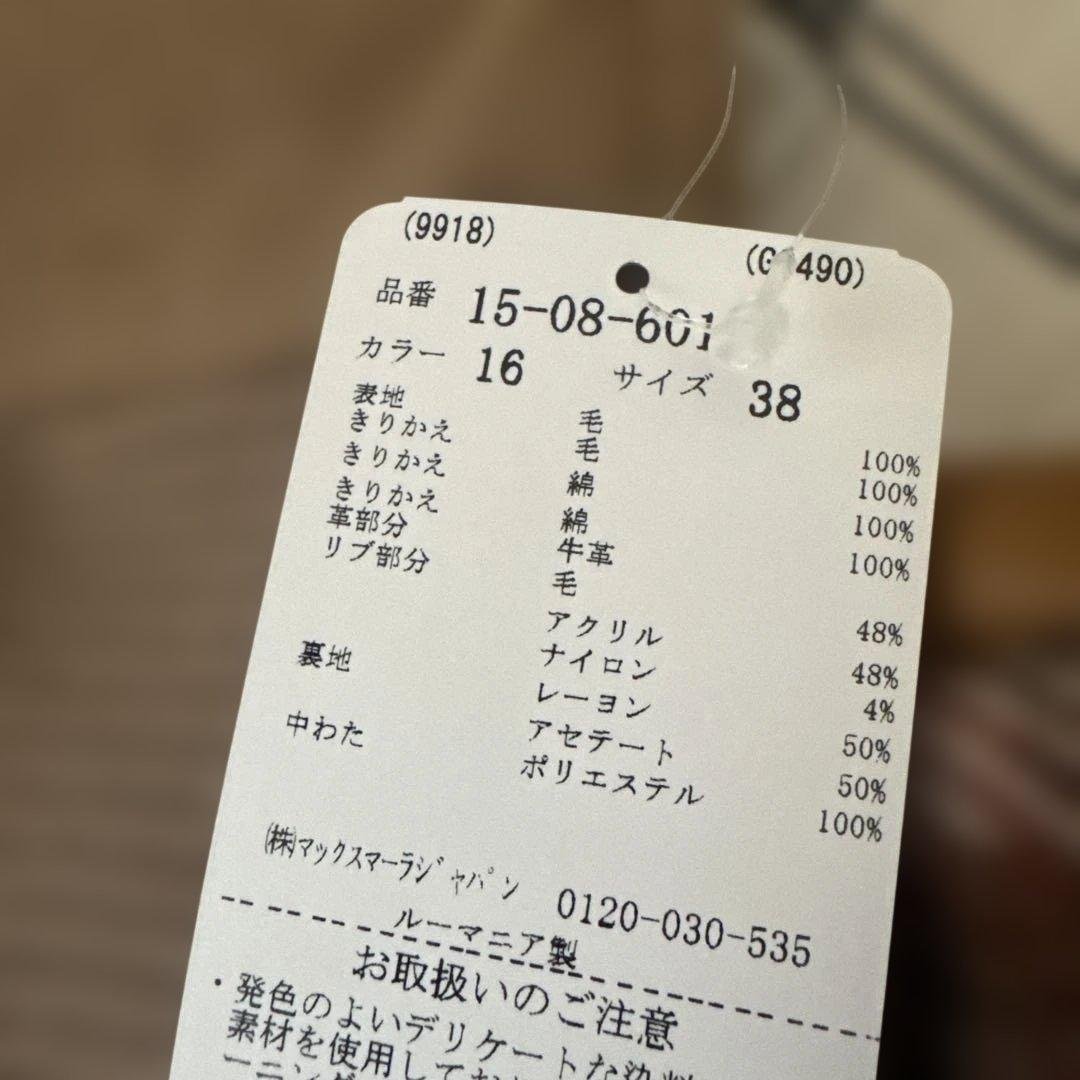 (9918)
品番 15-08-601
カラー 16 サイズ 38
表地 毛 100%
きりかえ 毛 100%
きりかえ 綿 100%
きりかえ 綿 100%
革部分 牛革
リブ部分 毛 48%
アクリル 48%
ナイロン 4%
裏地 レーヨン 50%
アセテート 50%
中わた ポリエステル 100%
㈱マックスマーラジャパン 0120-030-535
ルーマニア製
お取扱いのご注意
・発色のよいデリケートな染料
素材を使用してお
ーニング